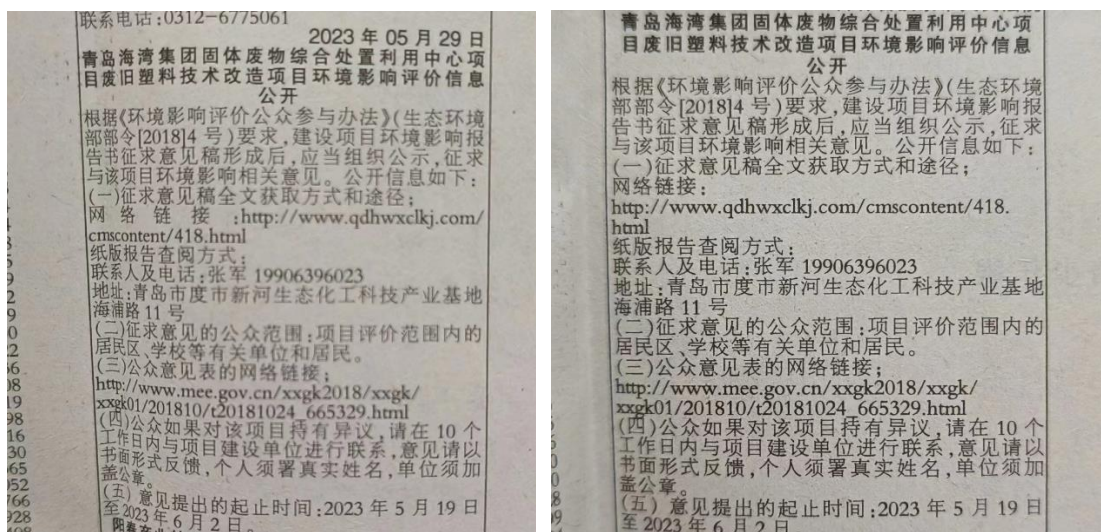 联系电话:0312-6775061
2023 年 05 月 29 日
青岛海湾集团固体废物综合处置利用中心项
目废旧塑料技术改造项目环境影响评价信息
公开
根据《环境影响评价公众参与办法》(生态环境
部部令[2018]4 号)要求,建设项目环境影响报
告书征求意见稿形成后,应当组织公示,征求
与该项目环境影响相关意见。公开信息如下:
(一)征求意见稿全文获取方式和途径;
网络链接:http://www.qdhwxclkj.com/
cmscontent/418.html
纸版报告查阅方式;
联系人及电话:张军 19906396023
地址:青岛市度市新河生态化工科技产业基地
海浦路 11 号
(二)征求意见的公众范围:项目评价范围内的
居民区、学校等有关单位和居民。
(三)公众意见表的网络链接;
http://www.mee.gov.cn/xxgk2018/xxgk/
xxgk01/201810/t20181024_665329.html
(四)公众如果对该项目持有异议,请在 10 个
工作日内与项目建设单位进行联系,意见请以
书面形式反馈,个人须署真实姓名,单位须加
盖公章。
(五) 意见提出的起止时间:2023 年 5 月 19 日
至 2023 年 6 月 2 日。
青岛海湾集团固体废物综合处置利用中心项
目废旧塑料技术改造项目环境影响评价信息
公开
根据《环境影响评价公众参与办法》(生态环境
部部令[2018]4 号)要求,建设项目环境影响报
告书征求意见稿形成后,应当组织公示,征求
与该项目环境影响相关意见。公开信息如下:
(一)征求意见稿全文获取方式和途径;
网络链接;
http://www.qdhwxclkj.com/cmscontent/418.
html
纸版报告查阅方式;
联系人及电话:张军 19906396023
地址:青岛市度市新河生态化工科技产业基地
海浦路 11 号
(二)征求意见的公众范围:项目评价范围内的
居民区、学校等有关单位和居民。
(三)公众意见表的网络链接;
http://www.mee.gov.cn/xxgk2018/xxgk/
xxgk01/201810/t20181024_665329.html
(四)公众如果对该项目持有异议,请在 10 个
工作日内与项目建设单位进行联系,意见请以
书面形式反馈,个人须署真实姓名,单位须加
盖公章。
(五) 意见提出的起止时间:2023 年 5 月 19 日
至 2023 年 6 月 2 日。